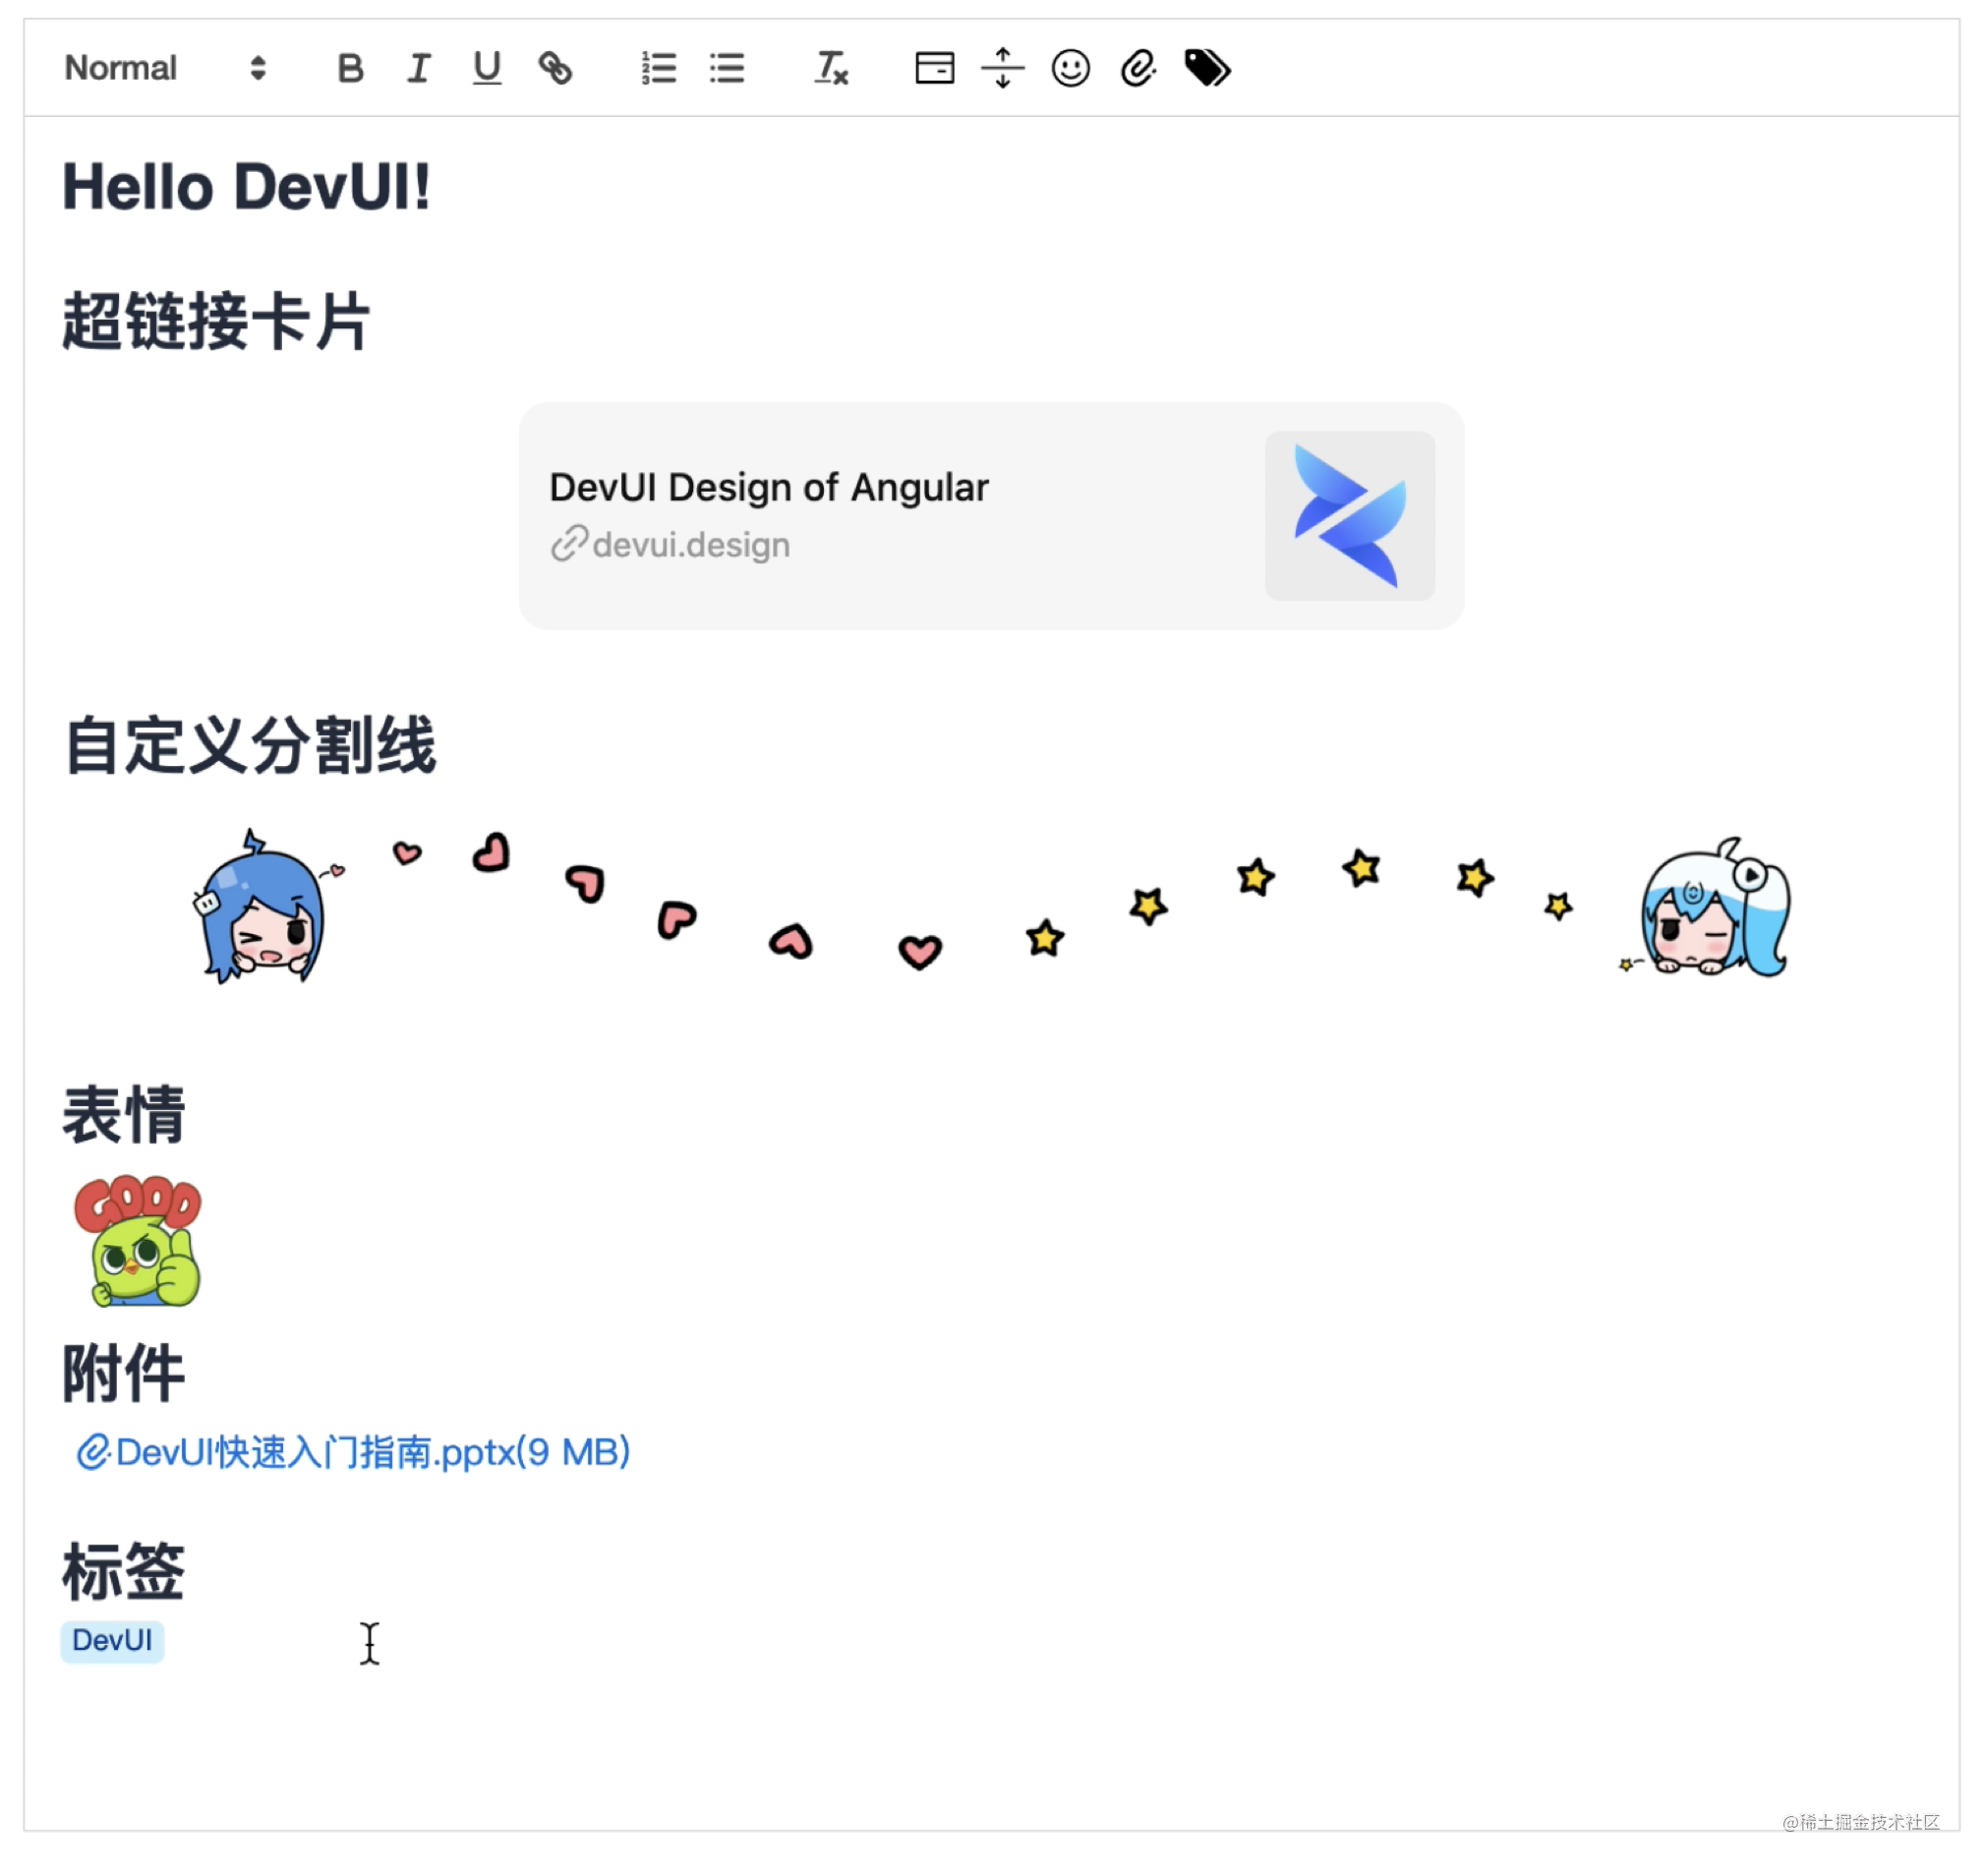 Normal
Hello DevUI!
超链接卡片
DevUI Design of Angular
devui.design
自定义分割线
表情
GOOD
附件
DevUI快速入门指南.pptx(9 MB)
标签
DevUI
@稀土掘金技术社区